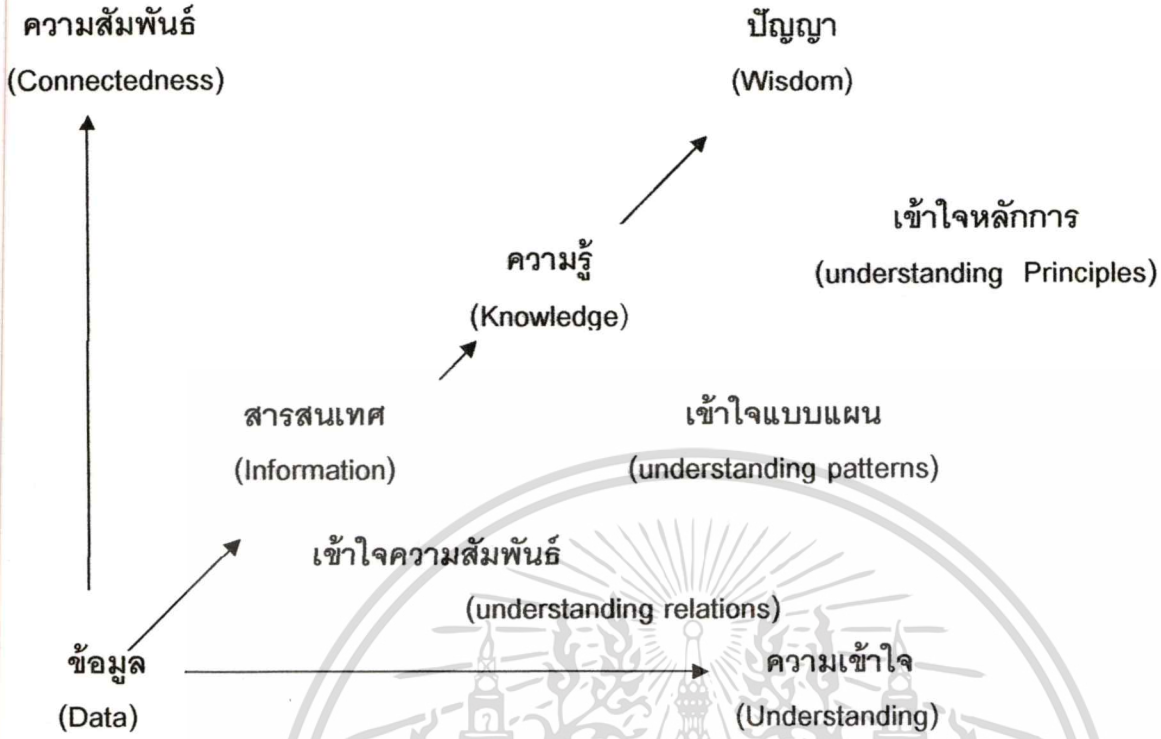 ความสัมพันธ์
(Connectedness)
ปัญญา
(Wisdom)
เข้าใจหลักการ
(understanding Principles)
ความรู้
(Knowledge)
สารสนเทศ
(Information)
เข้าใจแบบแผน
(understanding patterns)
เข้าใจความสัมพันธ์
(understanding relations)
ข้อมูล
(Data)
ความเข้าใจ
(Understanding)